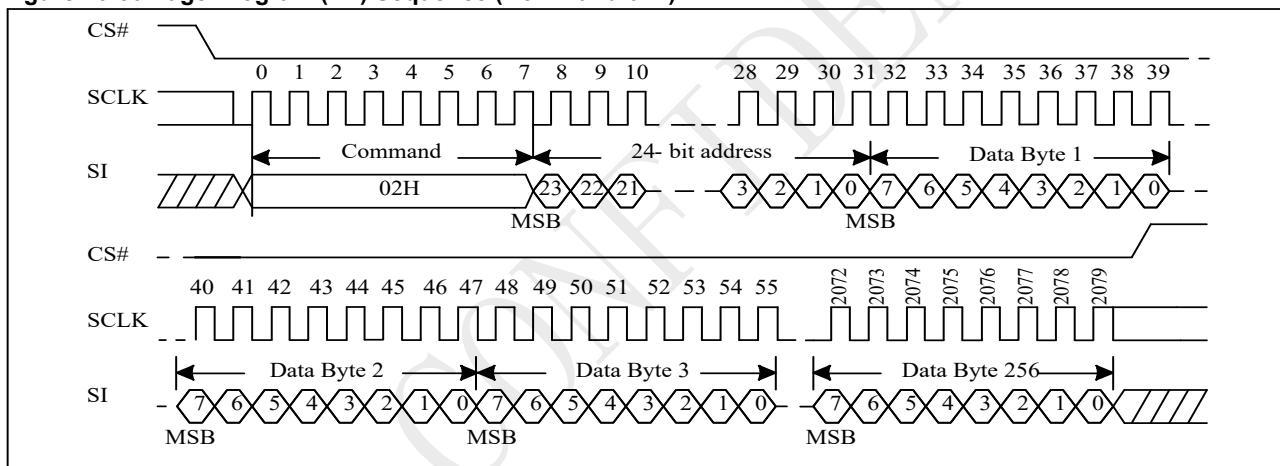 CS#
0 1 2 3 4 5 6 7 8 9 10 28 29 30 31 32 33 34 35 36 37 38 39
SCLK
Command 24- bit address Data Byte 1
SI
02H 23 22 21 3 2 1 0 7 6 5 4 3 2 1 0
MSB MSB
CS#
40 41 42 43 44 45 46 47 48 49 50 51 52 53 54 55 2072 2073 2074 2075 2076 2077 2078 2079
SCLK
Data Byte 2 Data Byte 3 Data Byte 256
SI
7 6 5 4 3 2 1 0 7 6 5 4 3 2 1 0 7 6 5 4 3 2 1 0
MSB MSB MSB